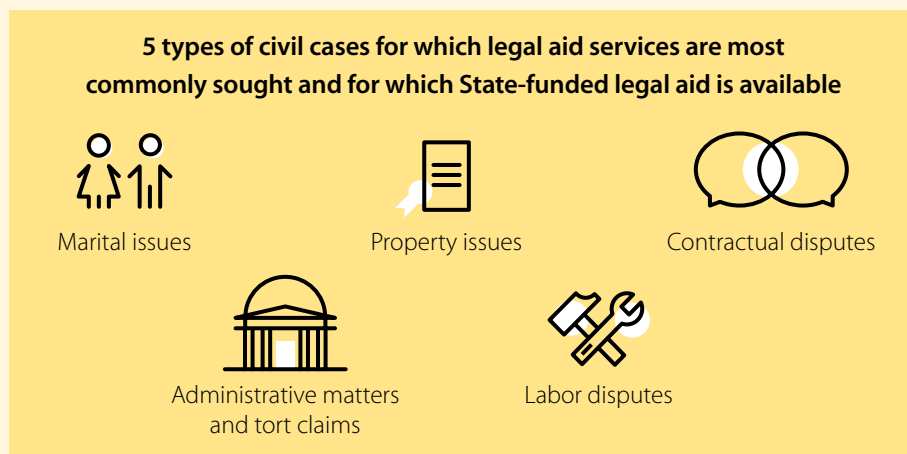 5 types of civil cases for which legal aid services are most
commonly sought and for which State-funded legal aid is available
Marital issues
Property issues
Contractual disputes
Administrative matters
and tort claims
Labor disputes